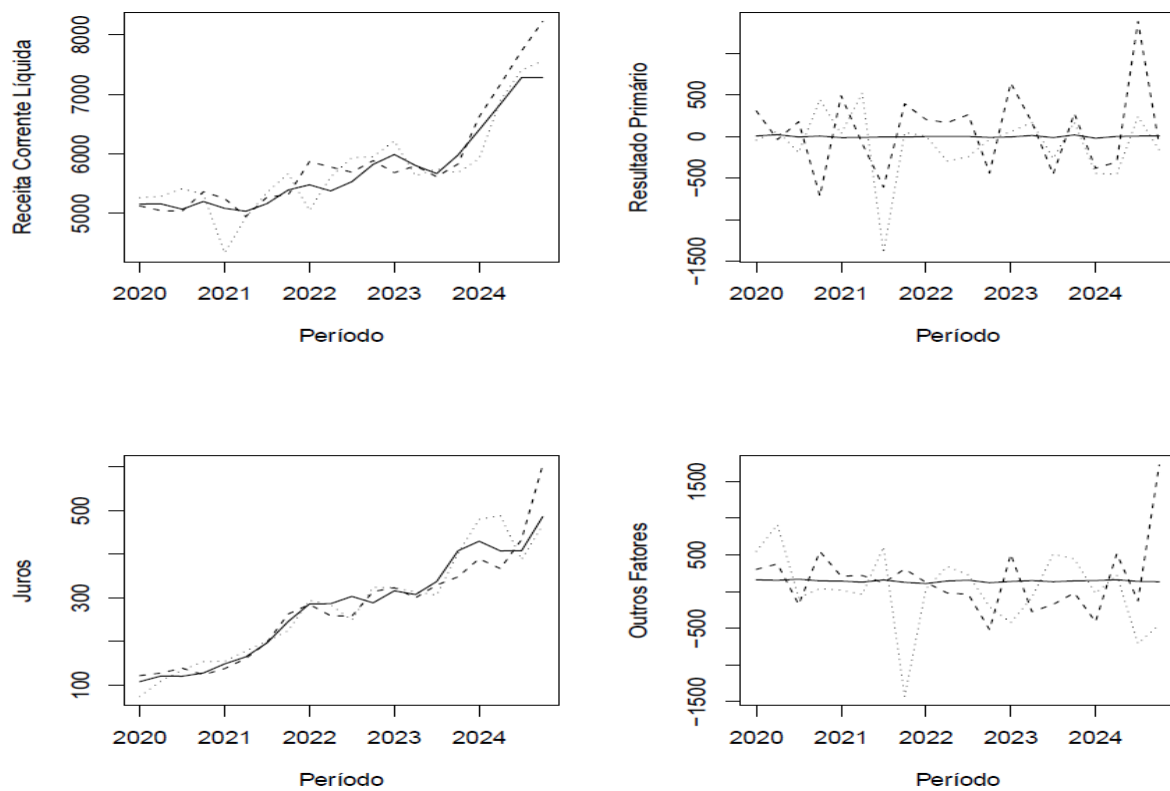 Receita Corrente Líquida
8000
7000
6000
5000
2020 2021 2022 2023 2024
Período
Resultado Primário
500
0
−500
−1500
2020 2021 2022 2023 2024
Período
Juros
500
300
100
2020 2021 2022 2023 2024
Período
Outros Fatores
1500
500
−500
−1500
2020 2021 2022 2023 2024
Período